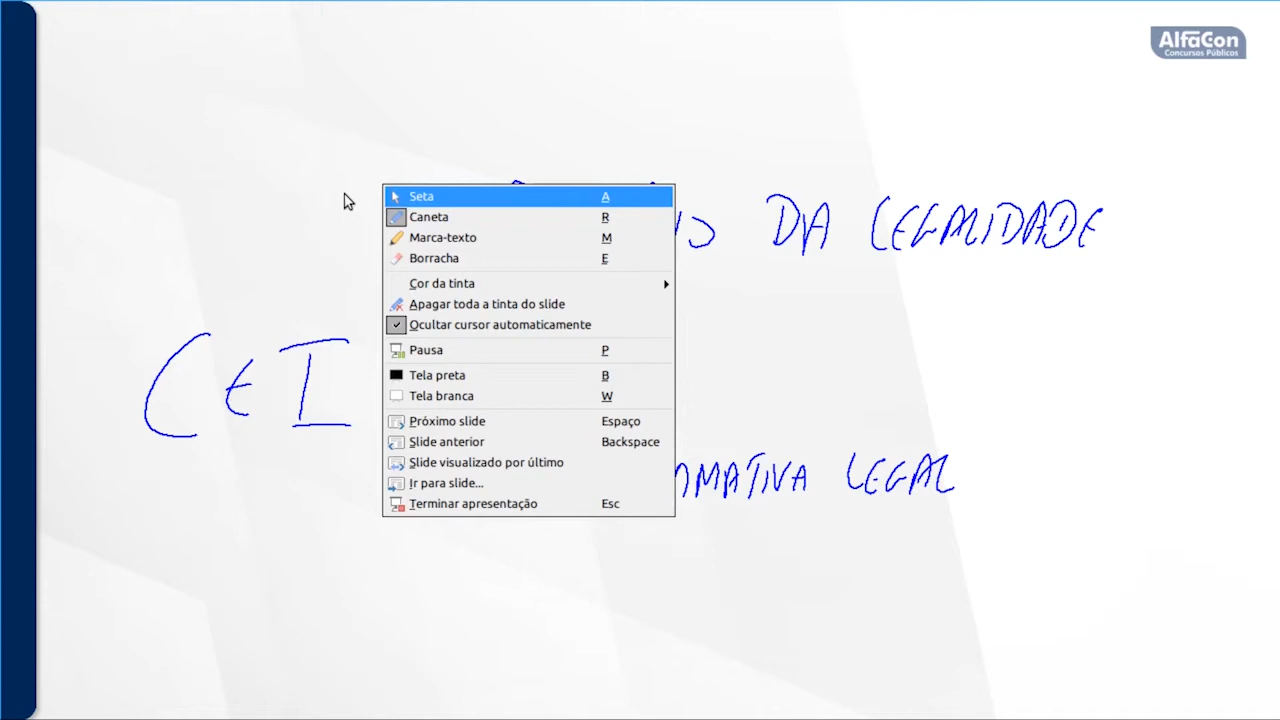 AlfaCon
Concursos Públicos
DA LEGALIDADE
LEI
LEGAL
Seta A
Caneta R
Marca-texto M
Borracha E
Cor da tinta
Apagar toda a tinta do slide
Ocultar cursor automaticamente
Pausa P
Tela preta B
Tela branca W
Próximo slide Espaço
Slide anterior Backspace
Slide visualizado por último
Ir para slide...
Terminar apresentação Esc